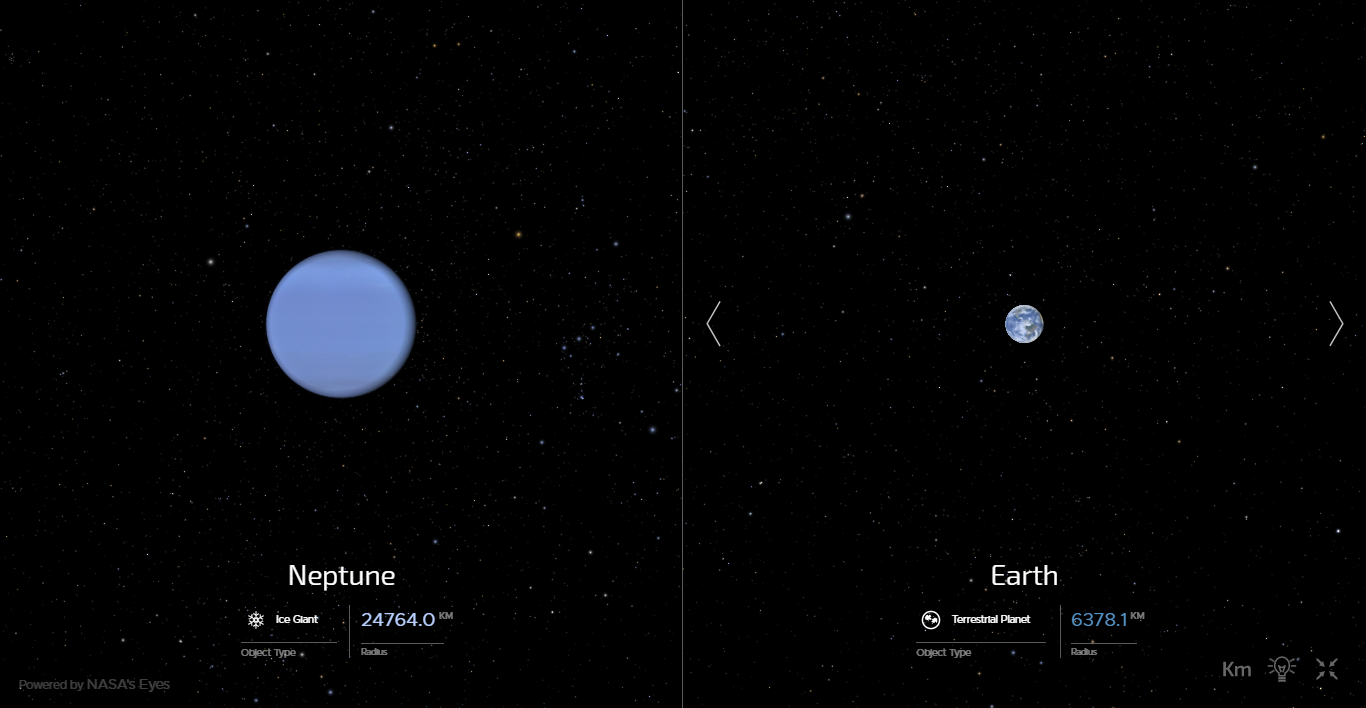 Neptune
Ice Giant
24764.0 KM
Object Type
Radius
Earth
Terrestrial Planet
6378.1 KM
Object Type
Radius
Powered by NASA's Eyes
Km